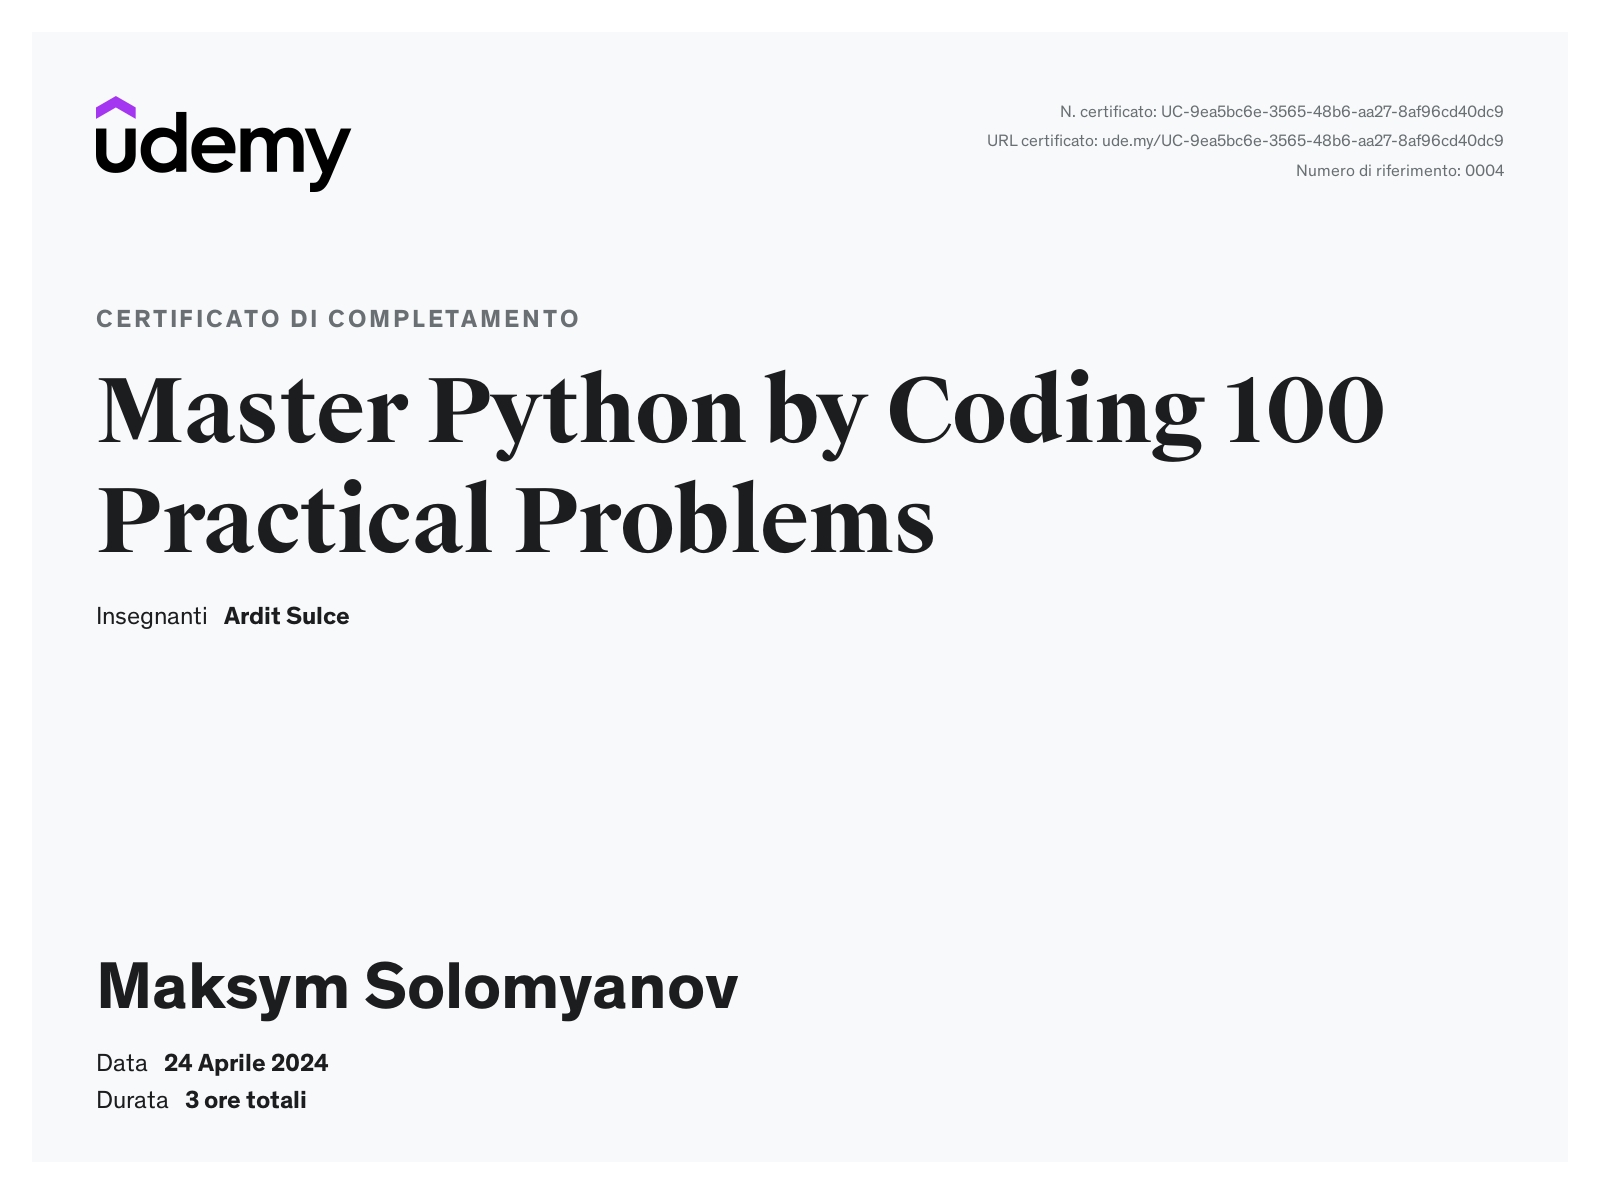 udemy
N. certificato: UC-9ea5bc6e-3565-48b6-aa27-8af96cd40dc9
URL certificato: ude.my/UC-9ea5bc6e-3565-48b6-aa27-8af96cd40dc9
Numero di riferimento: 0004
CERTIFICATO DI COMPLETAMENTO
Master Python by Coding 100
Practical Problems
Insegnanti Ardit Sulce
Maksym Solomyanov
Data 24 Aprile 2024
Durata 3 ore totali